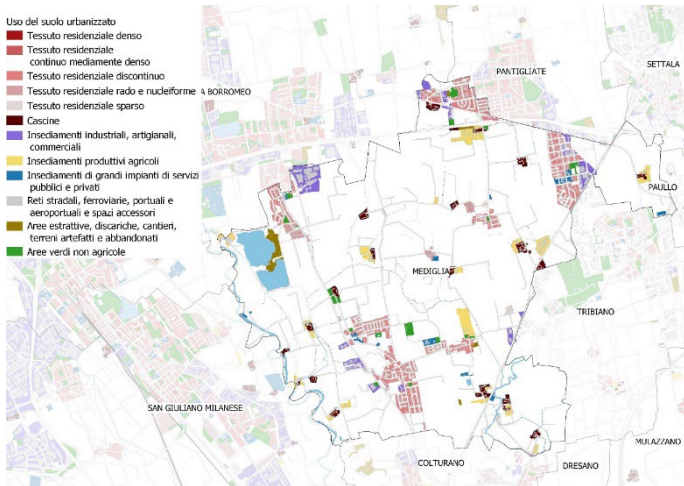 Uso del suolo urbanizzato
Tessuto residenziale denso
Tessuto residenziale
continuo mediamente denso
Tessuto residenziale discontinuo
Tessuto residenziale rado e nucleiforme
Tessuto residenziale sparso
Cascine
Insediamenti industriali, artigianali,
commerciali
Insediamenti produttivi agricoli
Insediamenti di grandi impianti di servizi
pubblici e privati
Reti stradali, ferroviarie, portuali e
aeroportuali e spazi accessori
Aree estrattive, discariche, cantieri,
terreni artefatti e abbandonati
Aree verdi non agricole
A BORROMEO
PANTIGLIATE
SETTALA
PAULLO
MEDIGLIA
TRIBIANO
SAN GIULIANO MILANESE
COLTURANO
DRESANO
MULAZZANO